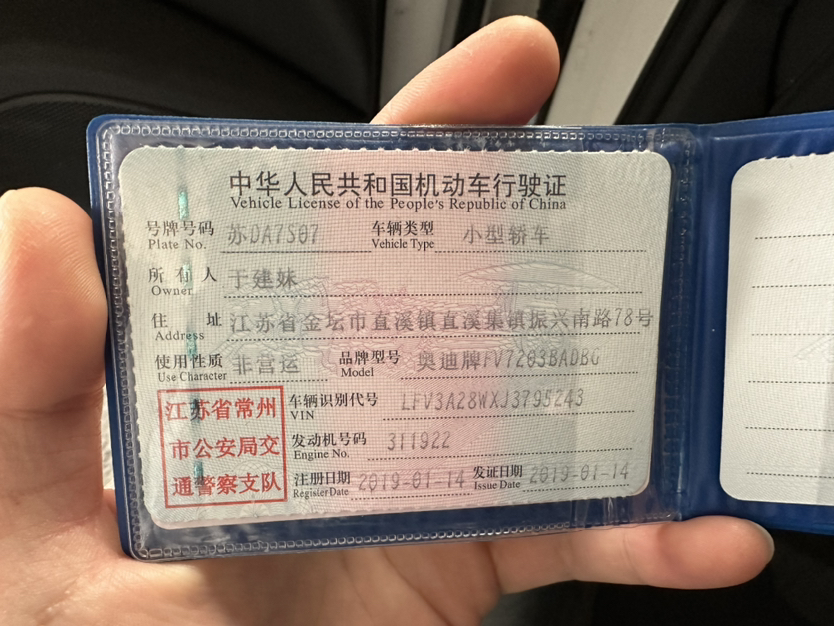 中华人民共和国机动车行驶证
Vehicle License of the People's Republic of China
号牌号码 苏DA7S07 车辆类型 小型轿车
Plate No. Vehicle Type
所有人 于建妹
Owner
住址 江苏省金坛市直溪镇直溪集镇振兴南路78号
Address
使用性质 非营运 品牌型号 奥迪牌FV7203BADBG
Use Character Model
江苏省常州 车辆识别代号 LFV3A28WXJ3795243
VIN
市公安局交 发动机号码 311922
Engine No.
通警察支队 注册日期 2019-01-14 发证日期 2019-01-14
Register Date Issue Date